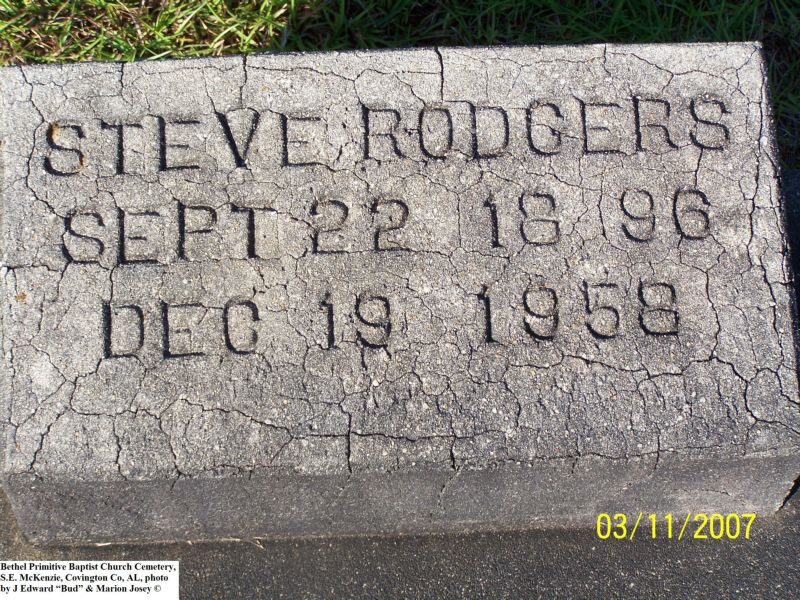 STEVE RODGERS
SEPT 22 18 96
DEC 19 1958
03/11/2007
Bethel Primitive Baptist Church Cemetery,
S.E. McKenzie, Covington Co, AL, photo
by J Edward “Bud” & Marion Josey ©